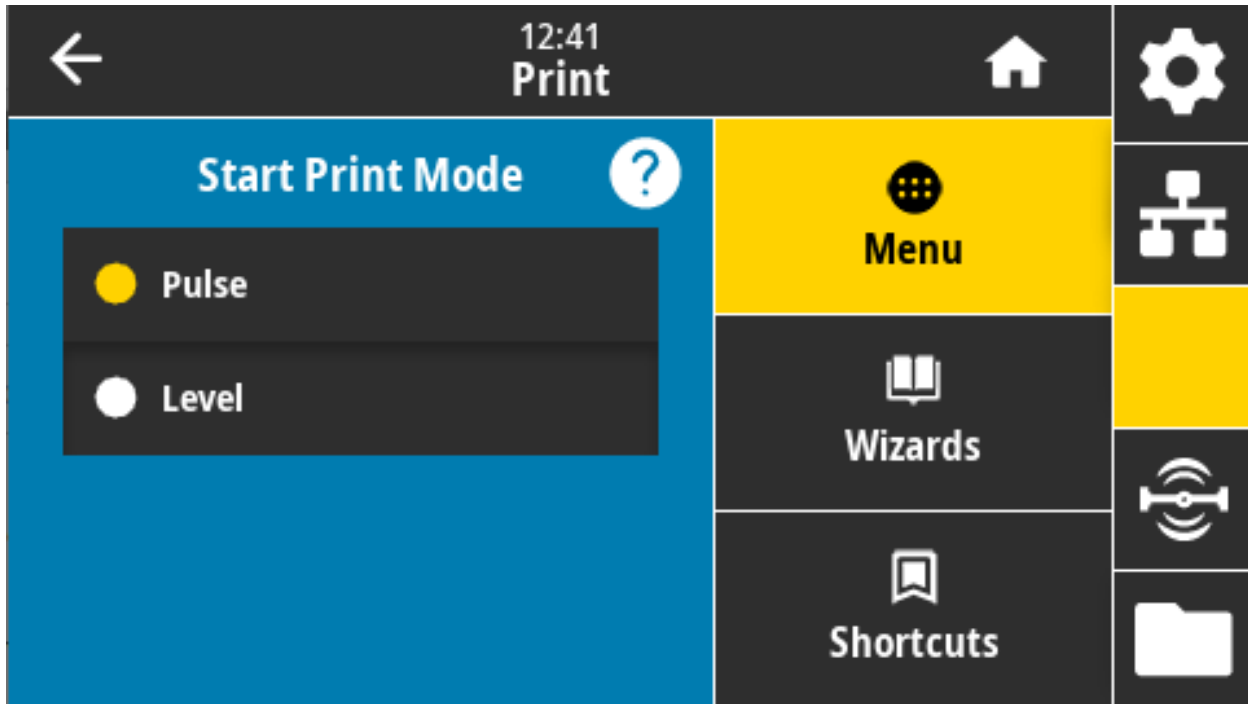 12:41
Print
Start Print Mode
?
Pulse
Level
Menu
Wizards
Shortcuts